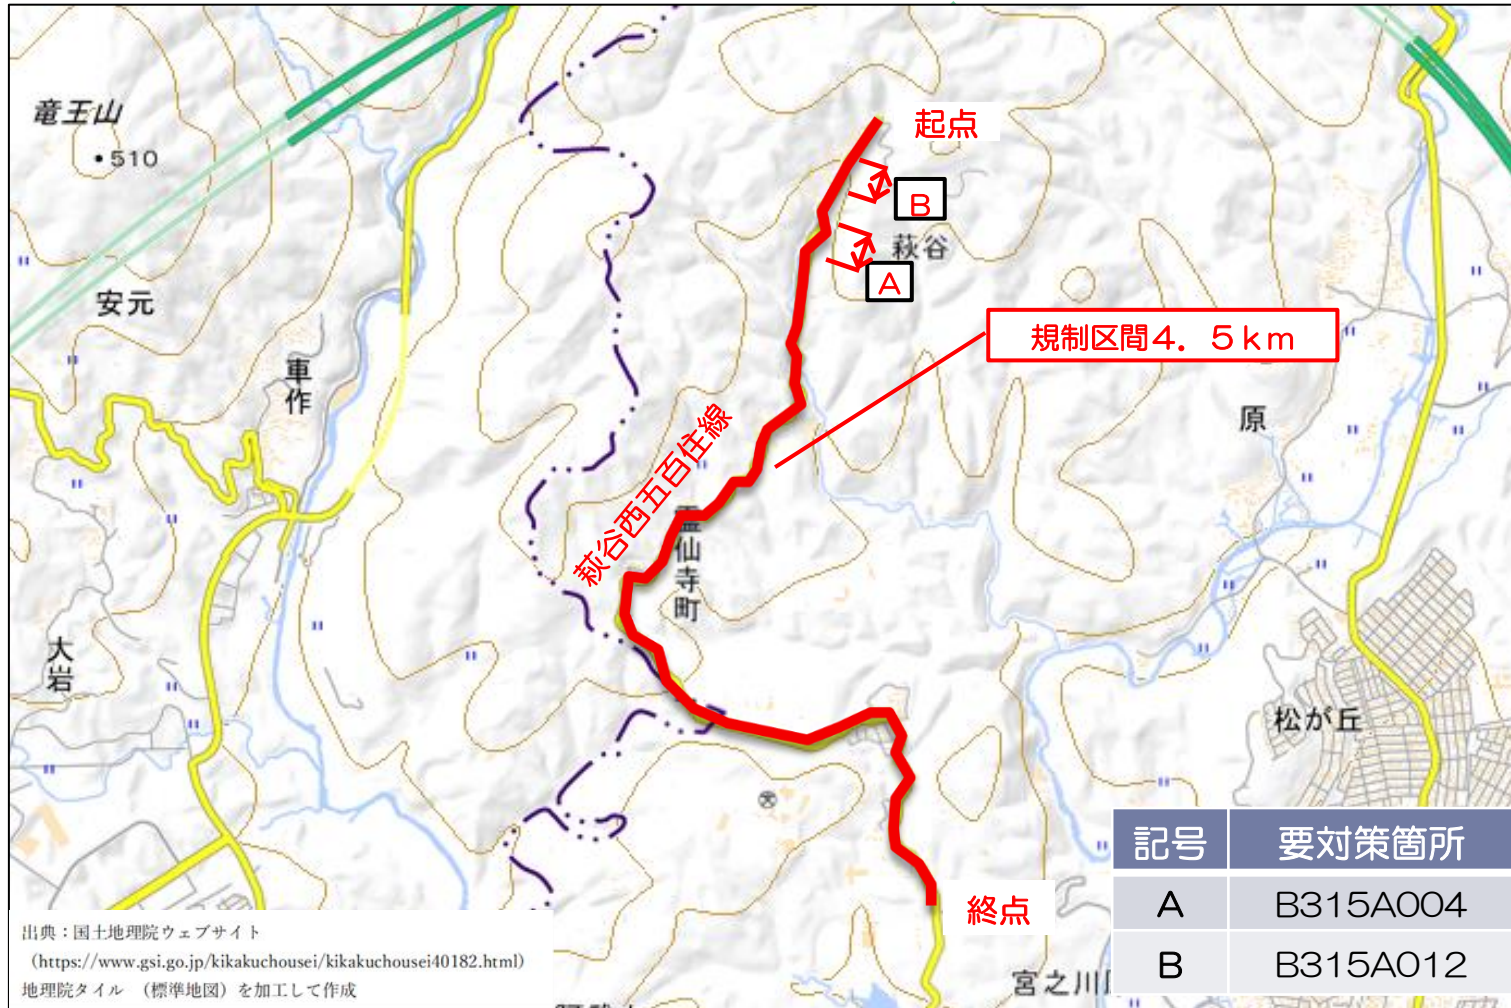 竜王山
・510
起点
B
萩谷
A
安元
規制区間4．5km
車作
原
萩谷西五百住線
霊仙寺町
大岩
松が丘
記号 要対策箇所
A B315A004
B B315A012
終点
出典：国土地理院ウェブサイト
（https://www.gsi.go.jp/kikakuchousei/kikakuchousei40182.html）
地理院タイル （標準地図）を加工して作成
宮之川